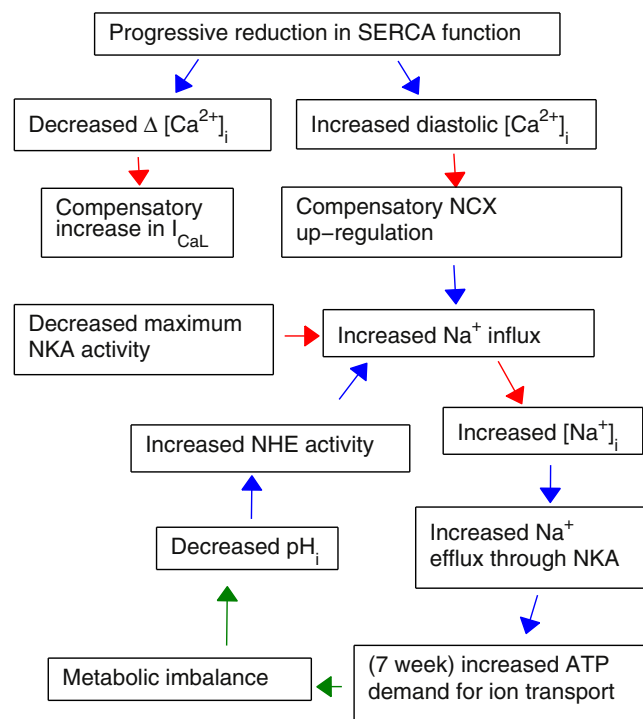 Progressive reduction in SERCA function
Decreased Δ [Ca²⁺]ᵢ
Increased diastolic [Ca²⁺]ᵢ
Compensatory
increase in I_CaL
Compensatory NCX
up−regulation
Decreased maximum
NKA activity
Increased Na⁺ influx
Increased NHE activity
Increased [Na⁺]ᵢ
Decreased pHᵢ
Increased Na⁺
efflux through NKA
Metabolic imbalance
(7 week) increased ATP
demand for ion transport